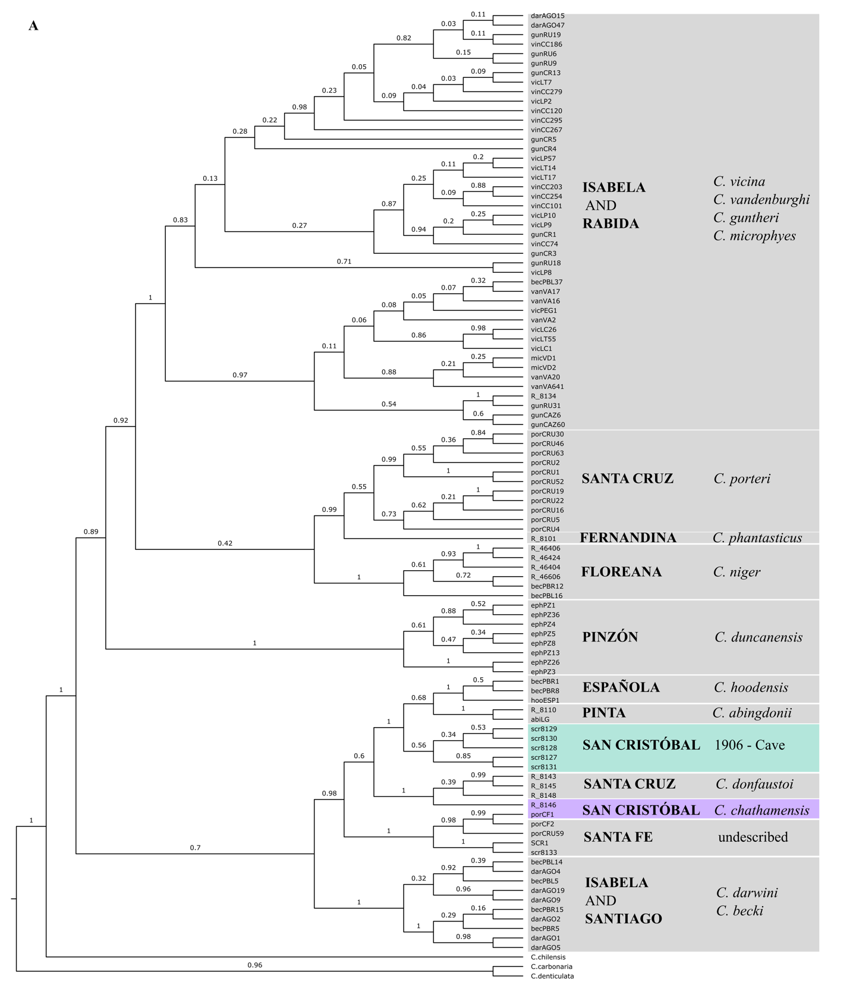 A
0.11
0.03
0.11
0.82
0.15
0.05
0.09
0.03
0.04
0.09
0.23
0.98
0.22
0.28
0.13
0.2
0.11
0.25
0.88
0.09
0.87
0.25
0.2
0.94
0.27
0.83
0.71
1
0.32
0.07
0.05
0.08
0.06
0.98
0.86
0.11
0.25
0.21
0.88
0.97
1
0.54
0.6
0.92
0.84
0.36
0.55
0.99
1
0.55
1
0.21
0.62
0.73
0.99
0.42
1
0.93
0.61
0.72
1
0.89
0.52
0.88
0.61
0.34
0.47
1
1
1
0.5
1
0.68
1
1
0.53
0.34
0.56
0.85
0.6
0.99
0.39
1
0.98
0.99
0.98
1
1
0.7
0.39
0.92
0.32
0.96
1
0.16
0.29
1
0.98
1
0.96
darAGO15
darAGO47
gunRU19
vinCC186
gunRU6
gunRU9
gunCR13
vicLT7
vinCC279
vicLP2
vinCC120
vinCC295
vinCC267
gunCR5
gunCR4
vicLP57
vicLT14
vicLT17
vinCC203
vinCC254
vinCC101
vicLP10
vicLP9
gunCR1
vinCC74
gunCR3
gunRU18
vicLP8
becPBL37
vanVA17
vanVA16
vicPEG1
vanVA2
vicLC26
vicLT55
vicLC1
micVD1
micVD2
vanVA20
vanVA641
R_8134
gunRU31
gunCAZ6
gunCAZ60
porCRU30
porCRU46
porCRU63
porCRU2
porCRU1
porCRU52
porCRU19
porCRU22
porCRU16
porCRU5
porCRU4
R_8101
R_46406
R_46424
R_46404
R_46606
becPBR12
becPBL16
ephPZ1
ephPZ36
ephPZ4
ephPZ5
ephPZ8
ephPZ13
ephPZ26
ephPZ3
becPBR1
becPBR8
hooESP1
R_8110
abiLG
scr8129
scr8130
scr8128
scr8127
scr8131
R_8143
R_8145
R_8148
R_8146
porCF1
porCF2
porCRU59
SCR1
scr8133
becPBL14
darAGO4
becPBL5
darAGO19
darAGO9
becPBR15
darAGO2
becPBR5
darAGO1
darAGO5
C.chilensis
C.carbonaria
C.denticulata
ISABELA
AND
RABIDA
C. vicina
C. vandenburghi
C. guntheri
C. microphyes
SANTA CRUZ C. porteri
FERNANDINA C. phantasticus
FLOREANA C. niger
PINZÓN C. duncanensis
ESPAÑOLA C. hoodensis
PINTA C. abingdonii
SAN CRISTÓBAL 1906 - Cave
SANTA CRUZ C. donfaustoi
SAN CRISTÓBAL C. chathamensis
SANTA FE undescribed
ISABELA
AND
SANTIAGO
C. darwini
C. becki